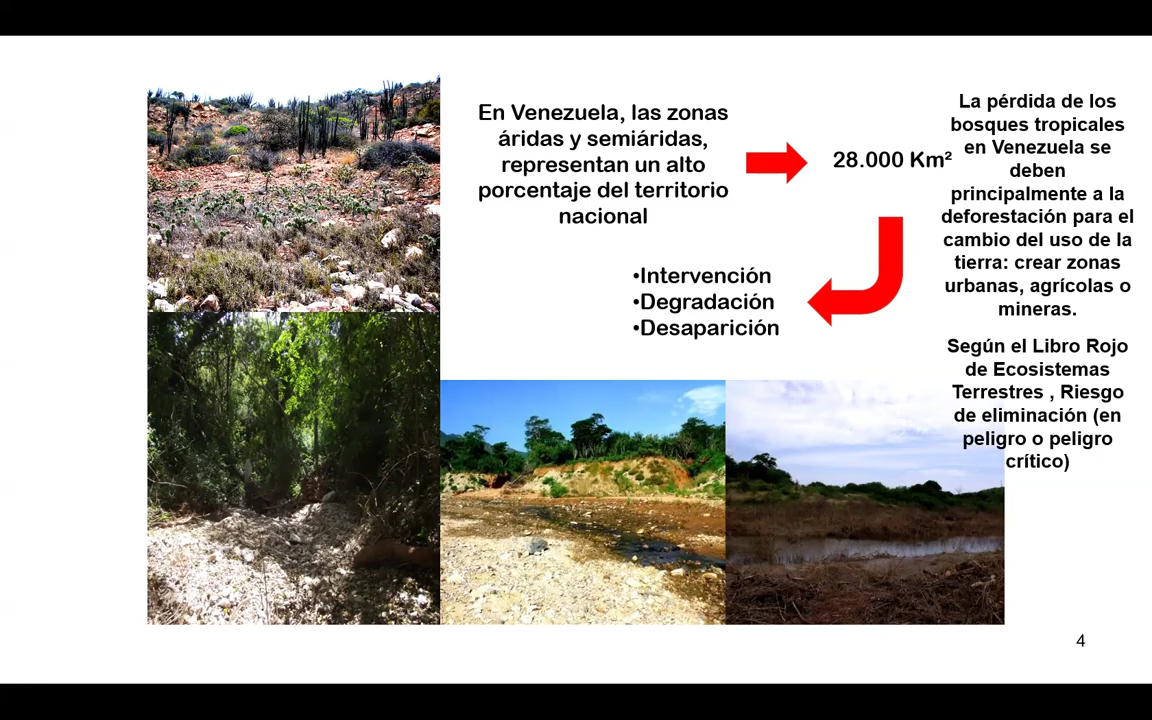 En Venezuela, las zonas
áridas y semiáridas,
representan un alto
porcentaje del territorio
nacional
28.000 Km²
•Intervención
•Degradación
•Desaparición
La pérdida de los
bosques tropicales
en Venezuela se
deben
principalmente a la
deforestación para el
cambio del uso de la
tierra: crear zonas
urbanas, agrícolas o
mineras.
Según el Libro Rojo
de Ecosistemas
Terrestres , Riesgo
de eliminación (en
peligro o peligro
crítico)
4